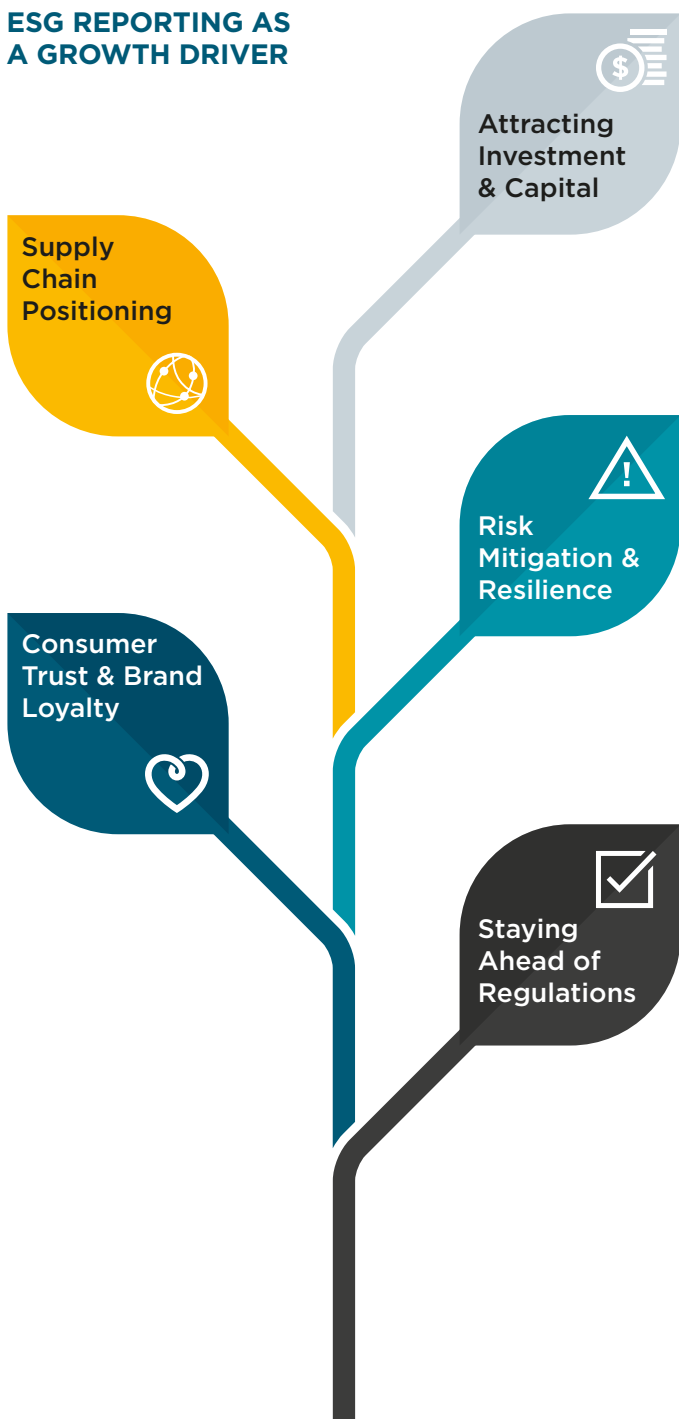 ESG REPORTING AS
A GROWTH DRIVER
$
Attracting
Investment
& Capital
Supply
Chain
Positioning
!
Risk
Mitigation &
Resilience
Consumer
Trust & Brand
Loyalty
Staying
Ahead of
Regulations